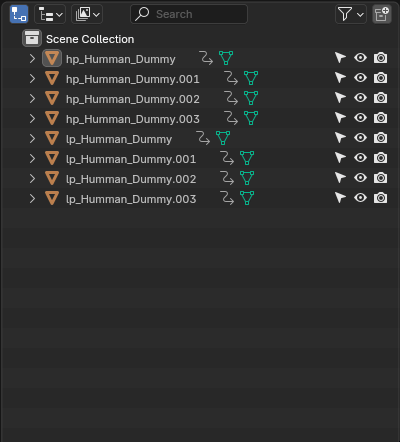 Search
Scene Collection
hp_Humman_Dummy
hp_Humman_Dummy.001
hp_Humman_Dummy.002
hp_Humman_Dummy.003
lp_Humman_Dummy
lp_Humman_Dummy.001
lp_Humman_Dummy.002
lp_Humman_Dummy.003